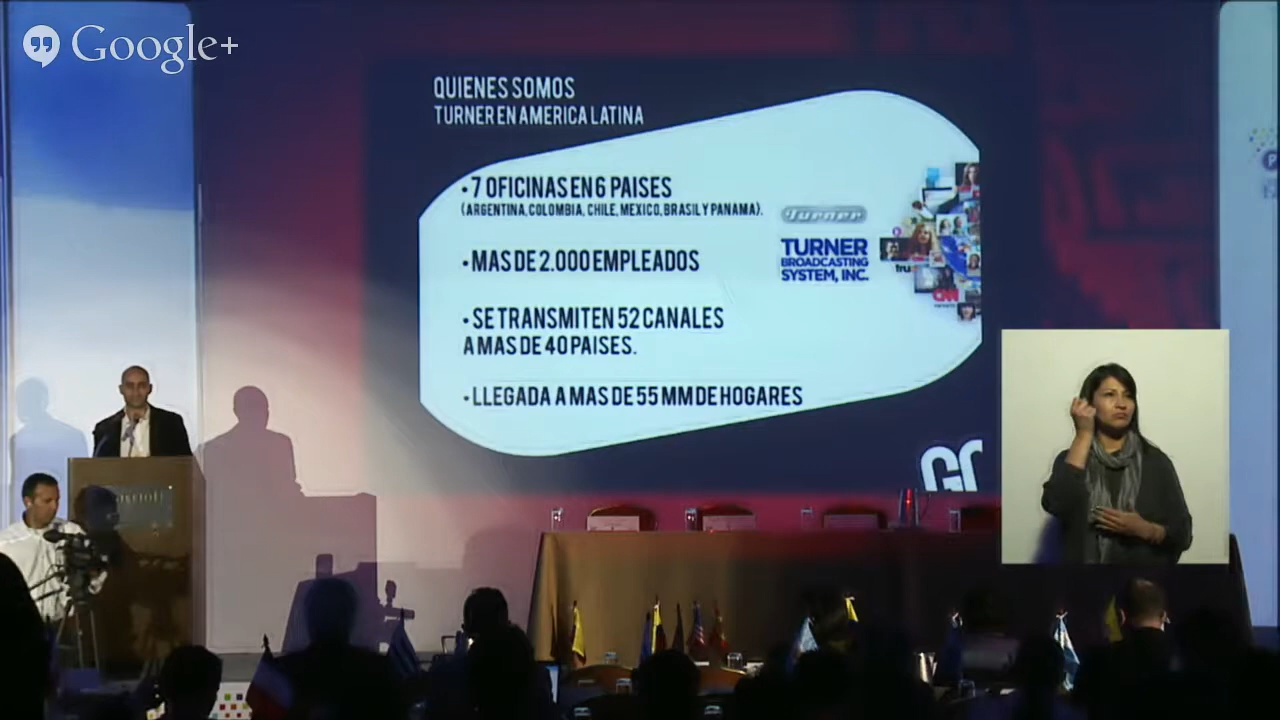 Google+
QUIENES SOMOS
TURNER EN AMERICA LATINA
• 7 OFICINAS EN 6 PAISES
(ARGENTINA, COLOMBIA, CHILE, MEXICO, BRASIL Y PANAMA).
• MAS DE 2.000 EMPLEADOS
• SE TRANSMITEN 52 CANALES
A MAS DE 40 PAISES.
• LLEGADA A MAS DE 55 MM DE HOGARES
Turner
TURNER
BROADCASTING
SYSTEM, INC.
tru
CNN